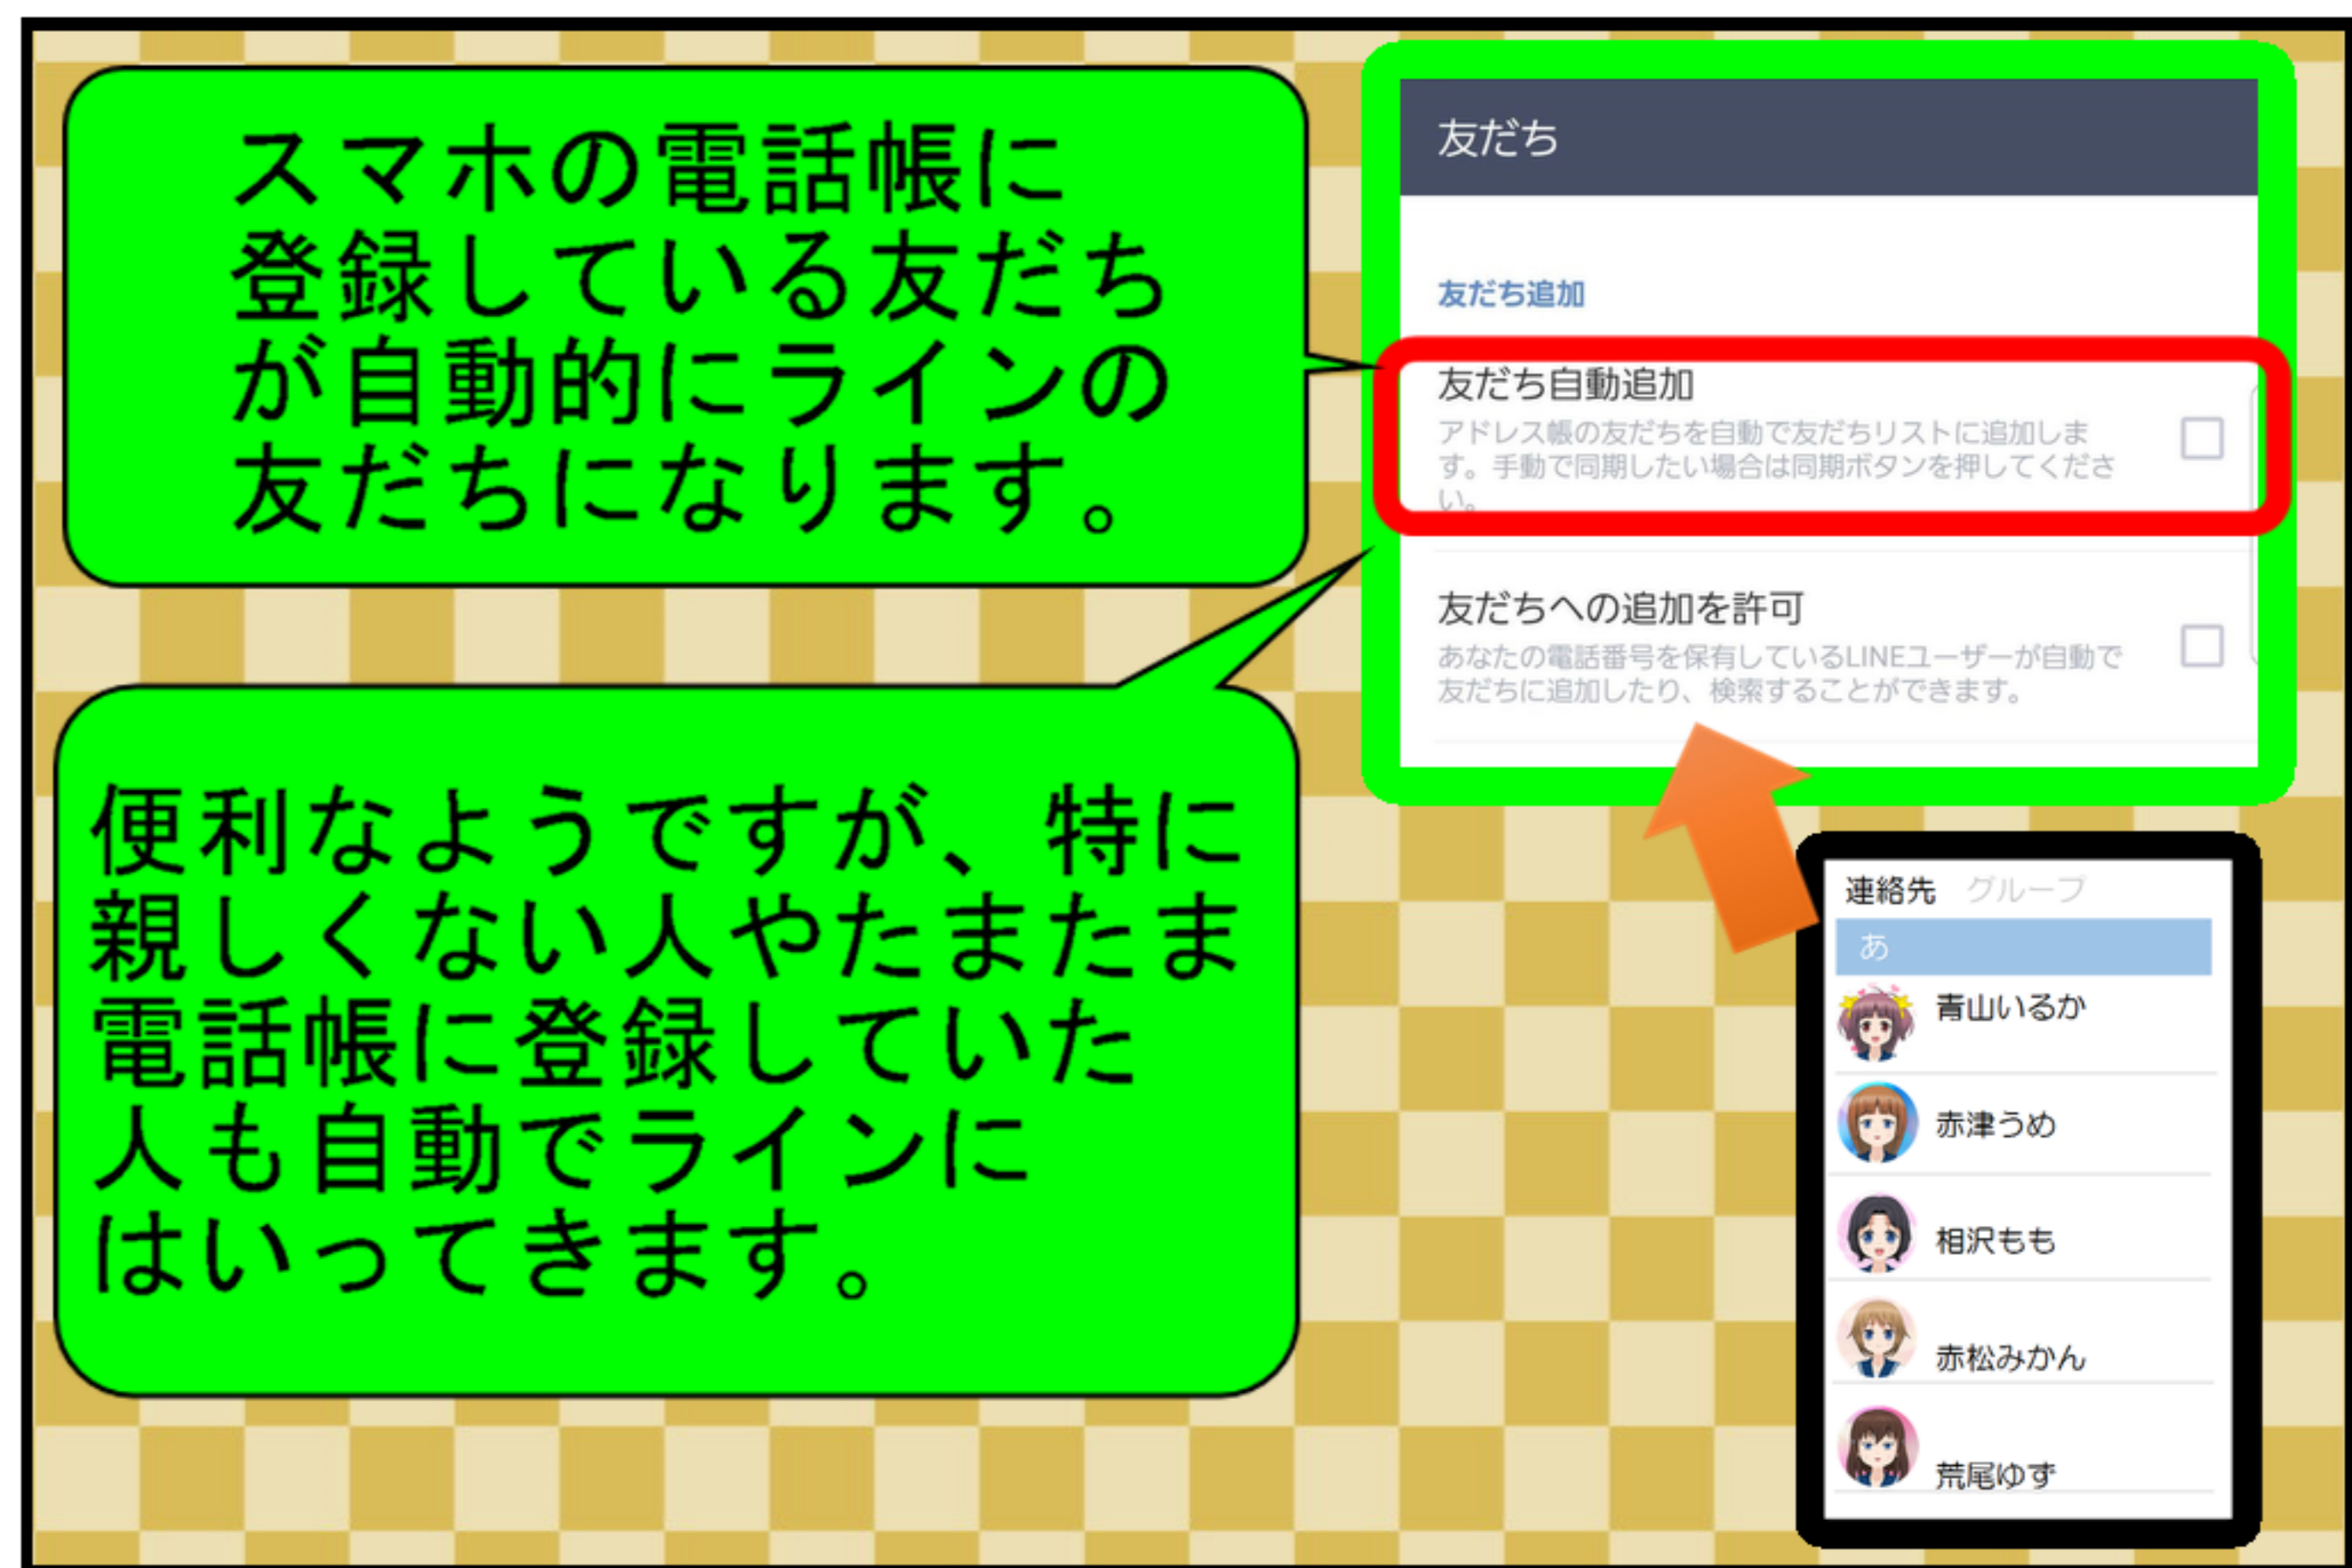 スマホの電話帳に
登録している友だち
が自動的にラインの
友だちになります。
便利なようですが、特に
親しくない人やたまたま
電話帳に登録していた
人も自動でラインに
はいってきます。
友だち
友だち追加
友だち自動追加
アドレス帳の友だちを自動で友だちリストに追加しま
す。手動で同期したい場合は同期ボタンを押してくださ
い。
友だちへの追加を許可
あなたの電話番号を保有しているLINEユーザーが自動で
友だちに追加したり、検索することができます。
連絡先 グループ
あ
青山いるか
赤津うめ
相沢もも
赤松みかん
荒尾ゆず